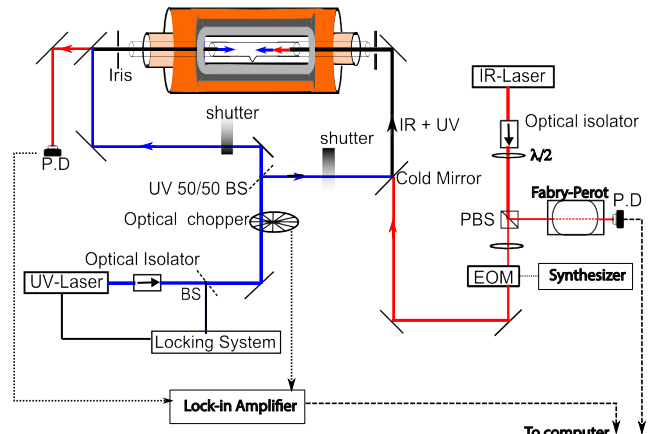 Iris
IR-Laser
shutter
shutter
Optical isolator
IR + UV
λ/2
P.D
UV 50/50 BS
Cold Mirror
Fabry-Perot
P.D
Optical chopper
PBS
Optical Isolator
UV-Laser
BS
EOM
Synthesizer
Locking System
Lock-in Amplifier
To computer